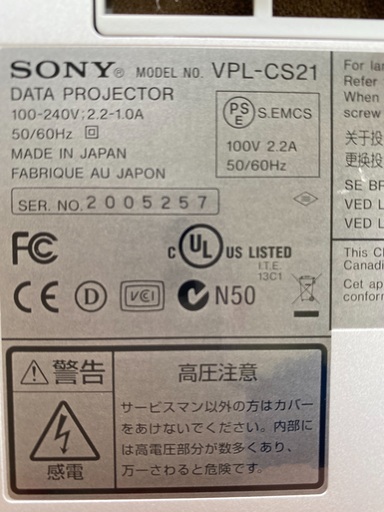 SONY® MODEL NO. VPL-CS21
DATA PROJECTOR
100-240V⎓2.2-1.0A
50/60Hz
MADE IN JAPAN
FABRIQUE AU JAPON
PSE S.EMCS
100V 2.2A
50/60Hz
SER. NO. 2005257
FC
C UL US LISTED
I.T.E.
13C1
CE D VCI N50
警告
感電
高圧注意
サービスマン以外の方はカバー
をあけないでください。内部に
は高電圧部分が数多くあり、
万一さわると危険です。
For lar
Refer
When
screw
关于投
更换投
SE BR
VED L
VED L
This Cl
Canadi
Cet ap
conform